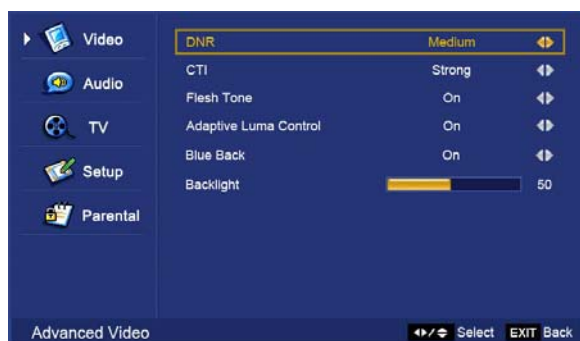 Video
Audio
TV
Setup
Parental
DNR Medium
CTI Strong
Flesh Tone On
Adaptive Luma Control On
Blue Back On
Backlight 50
Advanced Video Select EXIT Back